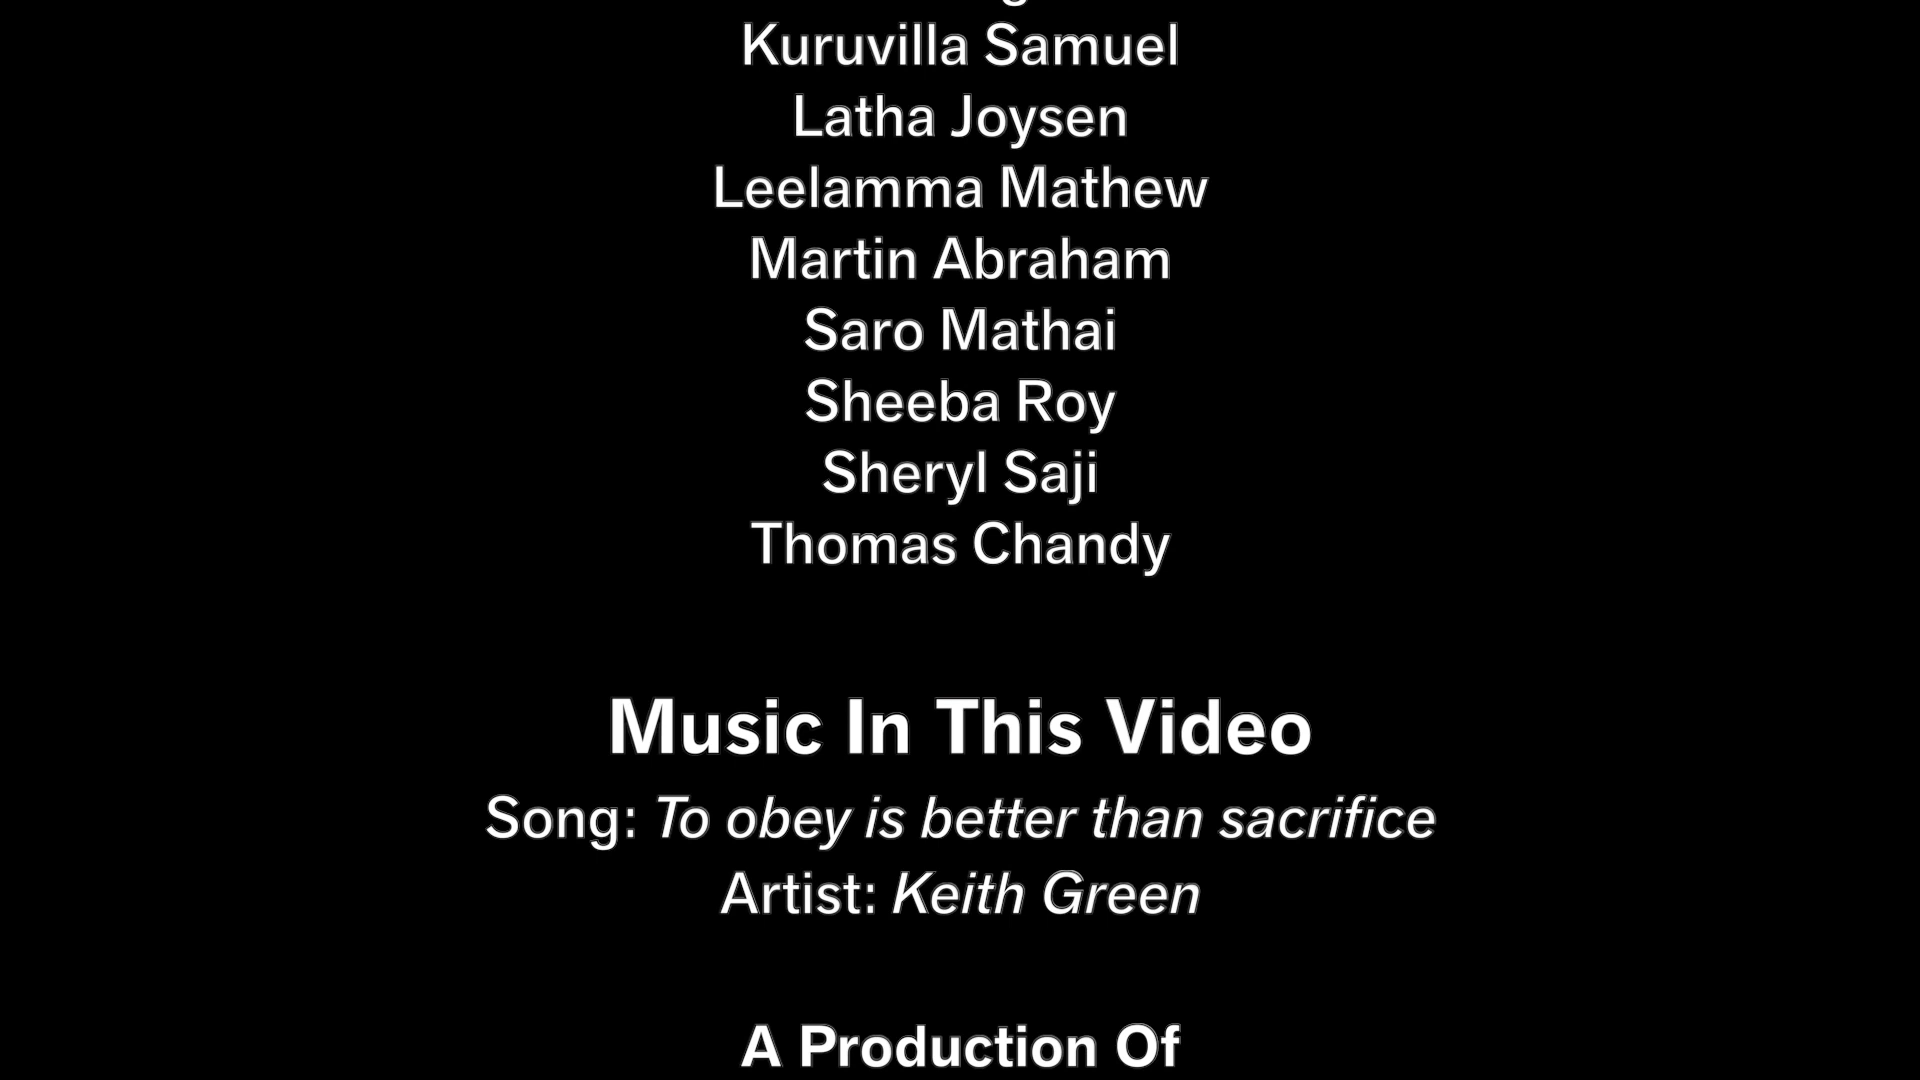 Kuruvilla Samuel
Latha Joysen
Leelamma Mathew
Martin Abraham
Saro Mathai
Sheeba Roy
Sheryl Saji
Thomas Chandy
Music In This Video
Song: To obey is better than sacrifice
Artist: Keith Green
A Production Of